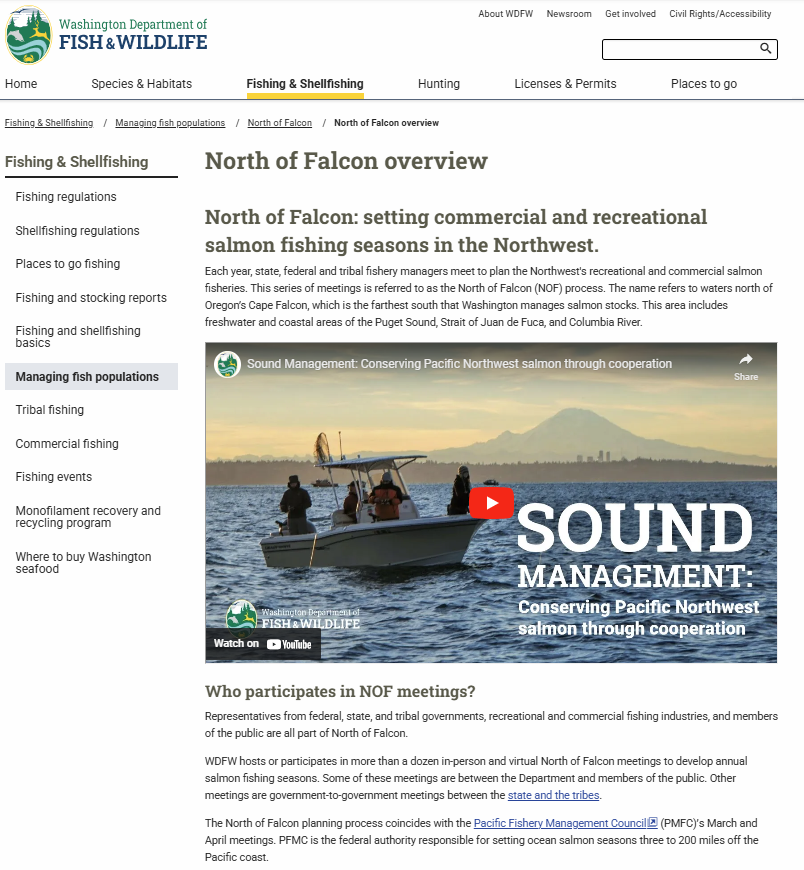 Washington Department of
FISH & WILDLIFE
About WDFW Newsroom Get involved Civil Rights/Accessibility
Home Species & Habitats Fishing & Shellfishing Hunting Licenses & Permits Places to go
Fishing & Shellfishing / Managing fish populations / North of Falcon / North of Falcon overview
Fishing & Shellfishing
Fishing regulations
Shellfishing regulations
Places to go fishing
Fishing and stocking reports
Fishing and shellfishing
basics
Managing fish populations
Tribal fishing
Commercial fishing
Fishing events
Monofilament recovery and
recycling program
Where to buy Washington
seafood
North of Falcon overview
North of Falcon: setting commercial and recreational
salmon fishing seasons in the Northwest.
Each year, state, federal and tribal fishery managers meet to plan the Northwest's recreational and commercial salmon
fisheries. This series of meetings is referred to as the North of Falcon (NOF) process. The name refers to waters north of
Oregon's Cape Falcon, which is the farthest south that Washington manages salmon stocks. This area includes
freshwater and coastal areas of the Puget Sound, Strait of Juan de Fuca, and Columbia River.
Sound Management: Conserving Pacific Northwest salmon through cooperation
Share
SOUND
MANAGEMENT:
Conserving Pacific Northwest
salmon through cooperation
Washington Department of
FISH & WILDLIFE
Watch on YouTube
Who participates in NOF meetings?
Representatives from federal, state, and tribal governments, recreational and commercial fishing industries, and members
of the public are all part of North of Falcon.
WDFW hosts or participates in more than a dozen in-person and virtual North of Falcon meetings to develop annual
salmon fishing seasons. Some of these meetings are between the Department and members of the public. Other
meetings are government-to-government meetings between the state and the tribes.
The North of Falcon planning process coincides with the Pacific Fishery Management Council (PMFC)'s March and
April meetings. PFMC is the federal authority responsible for setting ocean salmon seasons three to 200 miles off the
Pacific coast.